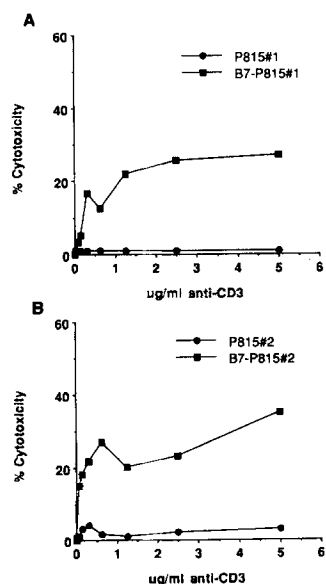 A
60
P815#1
B7-P815#1
40
% Cytotoxicity
20
0
0 1 2 3 4 5 6
ug/ml anti-CD3
B
60
P815#2
B7-P815#2
40
% Cytotoxicity
20
0
0 1 2 3 4 5 6
ug/ml anti-CD3